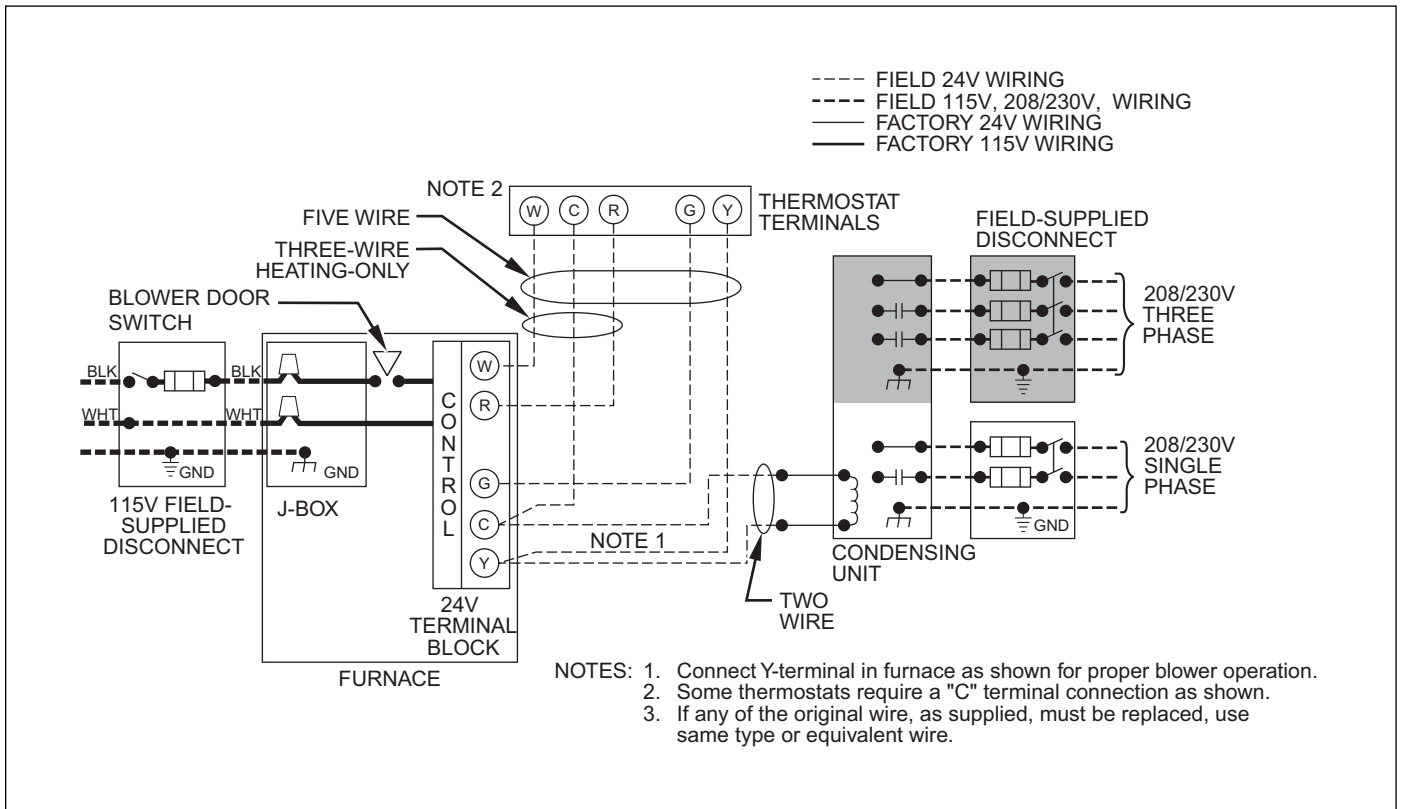 FIELD 24V WIRING
FIELD 115V, 208/230V, WIRING
FACTORY 24V WIRING
FACTORY 115V WIRING
NOTE 2
W C R G Y
THERMOSTAT
TERMINALS
FIVE WIRE
THREE-WIRE
HEATING-ONLY
BLOWER DOOR
SWITCH
FIELD-SUPPLIED
DISCONNECT
208/230V
THREE
PHASE
BLK
BLK
WHT
WHT
GND
GND
CONTROL
W
R
G
C
Y
115V FIELD-
SUPPLIED
DISCONNECT
J-BOX
NOTE 1
24V
TERMINAL
BLOCK
FURNACE
TWO
WIRE
CONDENSING
UNIT
GND
208/230V
SINGLE
PHASE
NOTES: 1. Connect Y-terminal in furnace as shown for proper blower operation.
2. Some thermostats require a "C" terminal connection as shown.
3. If any of the original wire, as supplied, must be replaced, use
same type or equivalent wire.